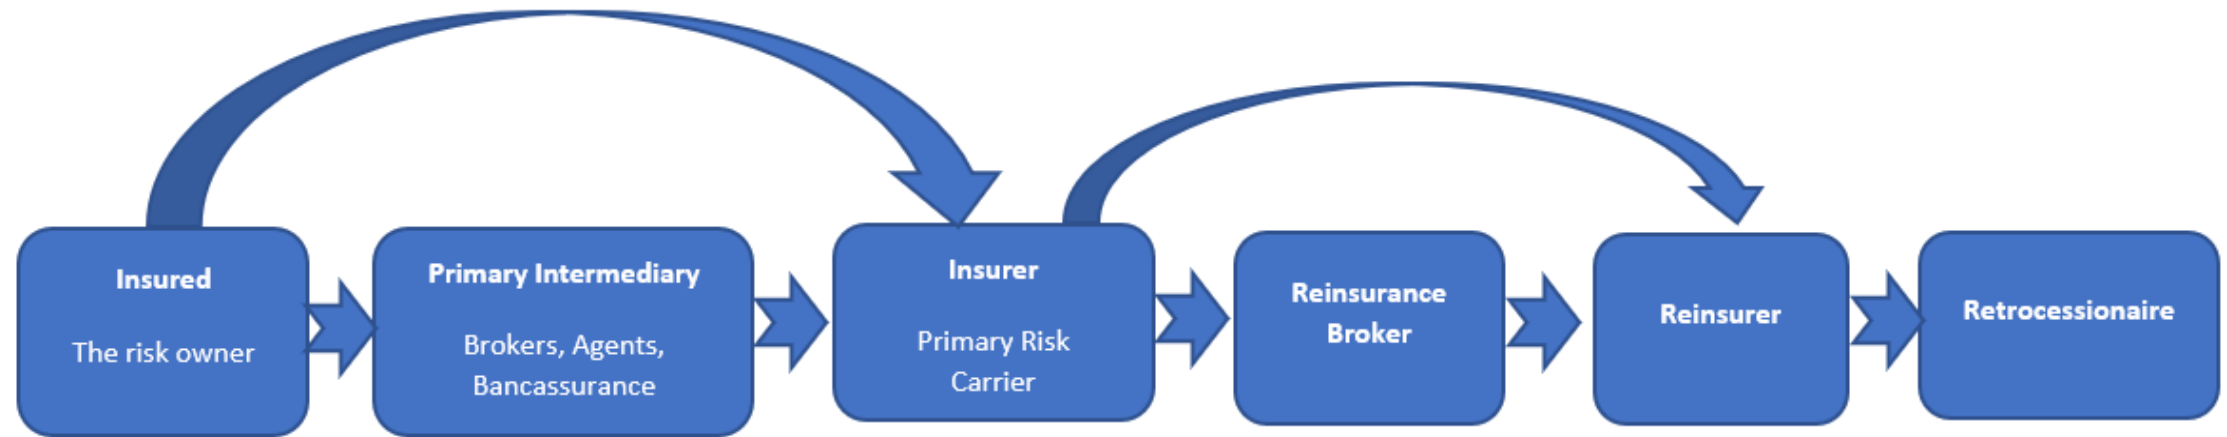 Insured
The risk owner
Primary Intermediary
Brokers, Agents,
Bancassurance
Insurer
Primary Risk
Carrier
Reinsurance
Broker
Reinsurer
Retrocessionaire